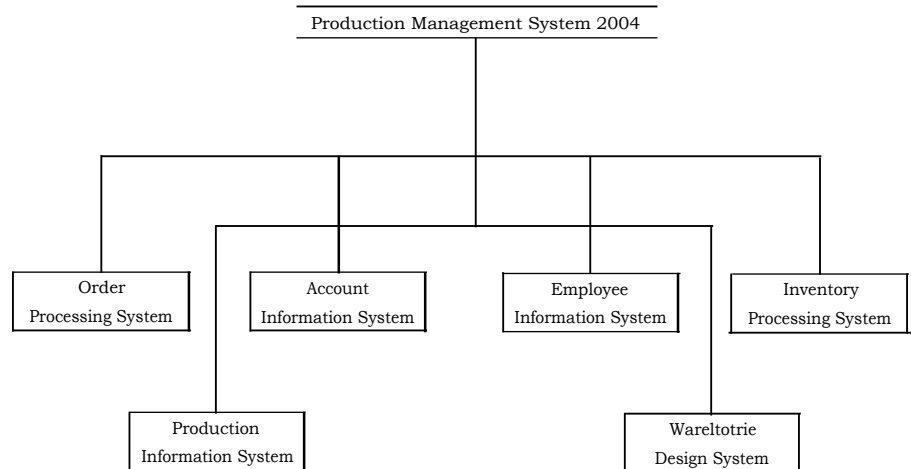 Production Management System 2004
Order
Processing System
Account
Information System
Employee
Information System
Inventory
Processing System
Production
Information System
Wareltotrie
Design System